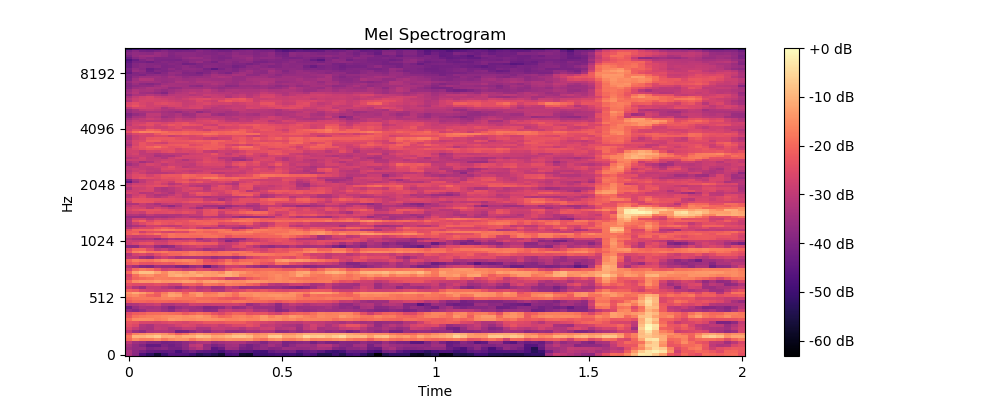 Mel Spectrogram
Hz
8192
4096
2048
1024
512
0
0
0.5
1
1.5
2
Time
+0 dB
-10 dB
-20 dB
-30 dB
-40 dB
-50 dB
-60 dB